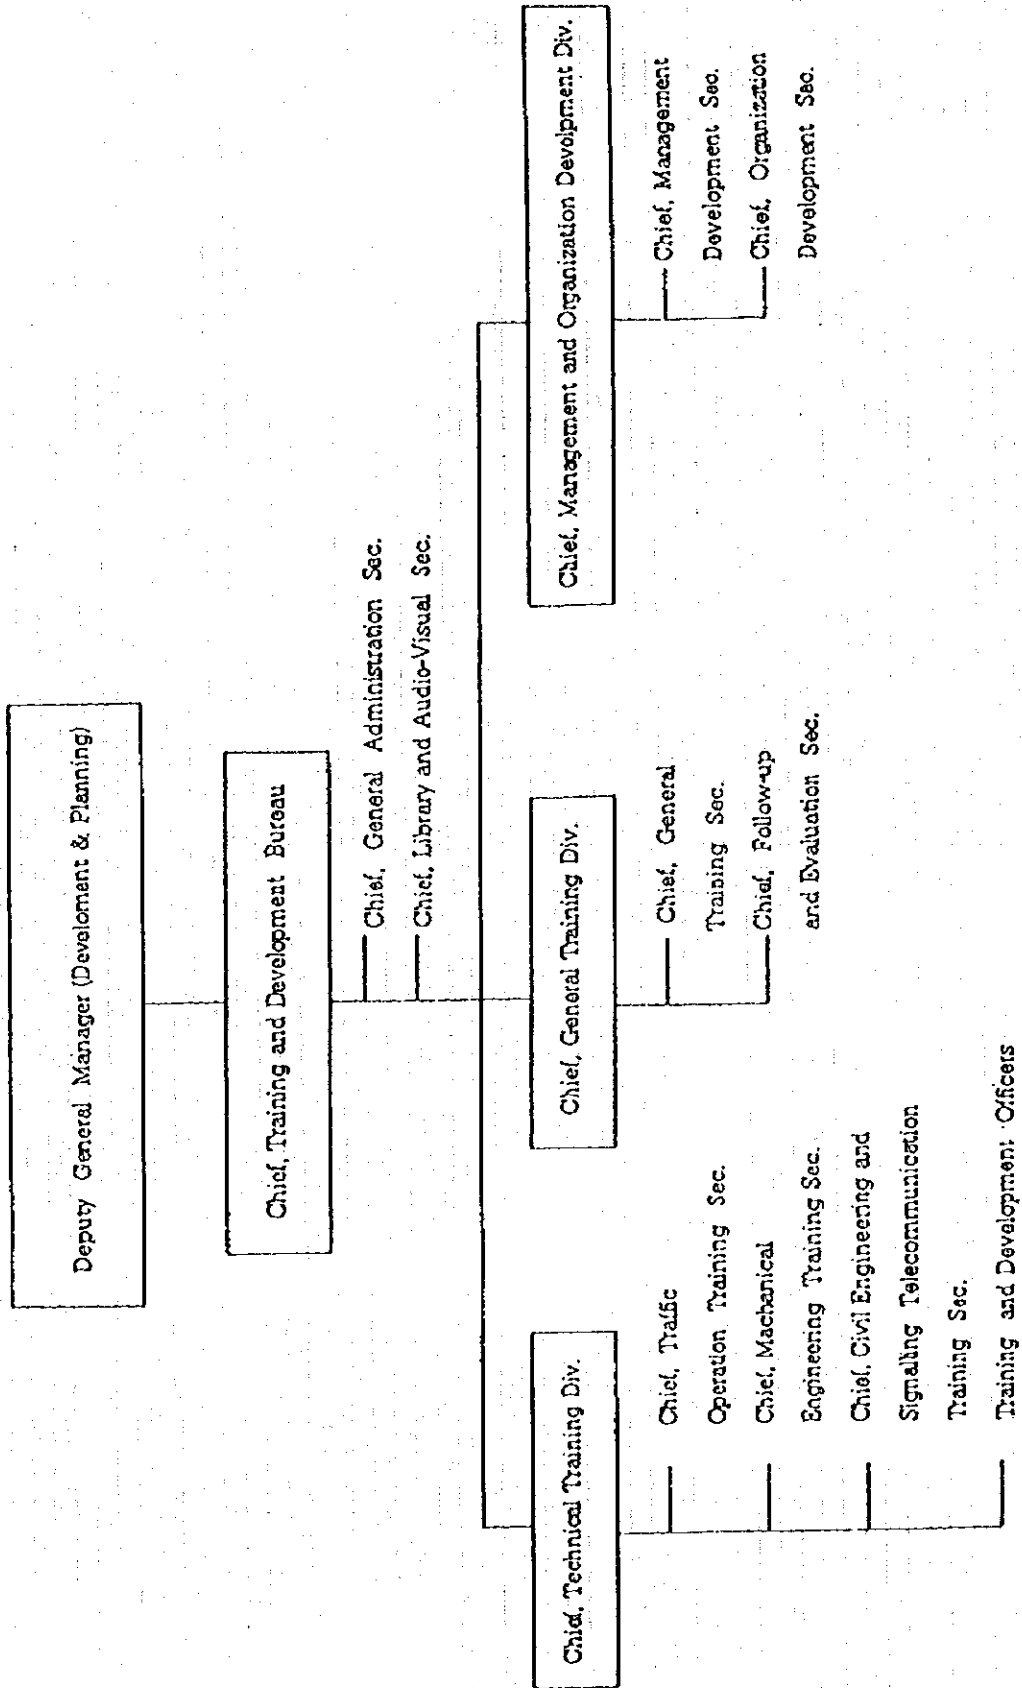 Deputy General Manager (Develoment & Planning)
Chief, Training and Development Bureau
Chief, General Administration Sec.
Chief, Library and Audio-Visual Sec.
Chief, Technical Training Div.
Chief, Traffic
Operation Training Sec.
Chief, Machanical
Engineering Training Sec.
Chief, Civil Engineering and
Signalling Telecommunication
Training Sec.
Training and Development Officers
Chief, General Training Div.
Chief, General
Training Sec.
Chief, Follow-up
and Evaluation Sec.
Chief, Management and Organization Devolpment Div.
Chief, Management
Development Sec.
Chief, Organization
Development Sec.